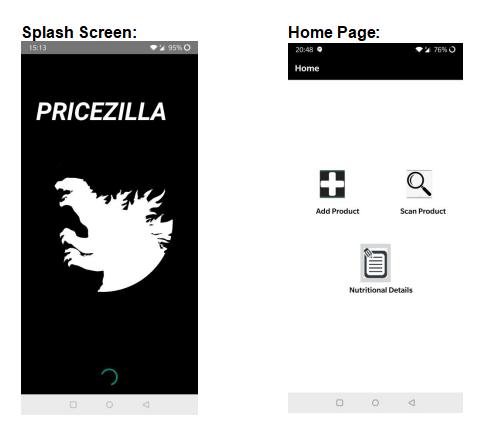 Splash Screen:
15:13 95%
PRICEZILLA
Home Page:
20:48 76%
Home
Add Product
Scan Product
Nutritional Details